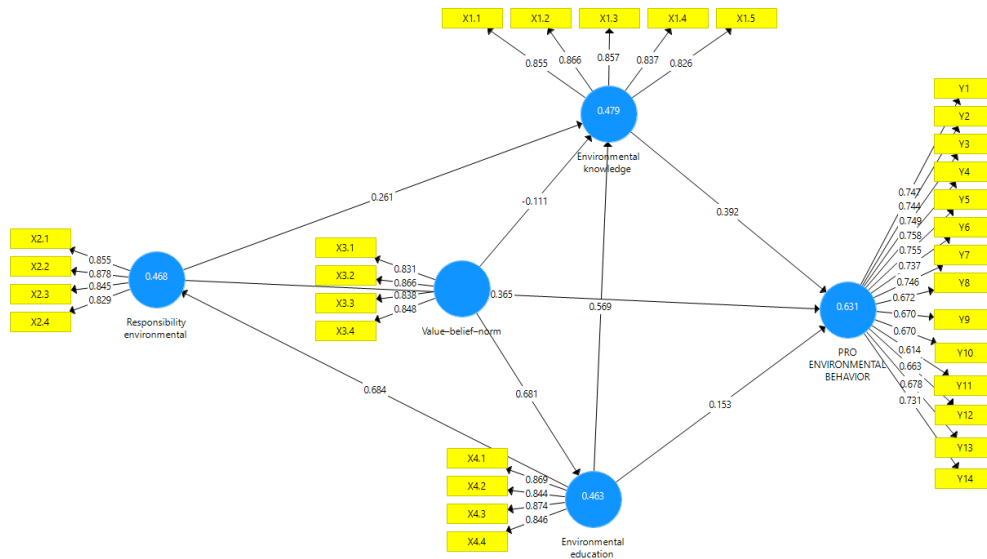 X1.1 X1.2 X1.3 X1.4 X1.5
0.855 0.866 0.857 0.837 0.826
0.479
Environmental
knowledge
0.261
-0.111
0.392
X2.1
X2.2
X2.3
X2.4
0.855
0.878
0.845
0.829
0.468
Responsibility
environmental
X3.1
X3.2
X3.3
X3.4
0.831
0.866
0.838
0.848
Value–belief–norm
0.365
0.569
0.684
0.681
0.153
X4.1
X4.2
X4.3
X4.4
0.869
0.844
0.874
0.846
0.463
Environmental
education
0.631
PRO
ENVIRONMENTAL
BEHAVIOR
0.747
0.744
0.749
0.758
0.755
0.737
0.746
0.672
0.670
0.670
0.614
0.663
0.678
0.731
Y1
Y2
Y3
Y4
Y5
Y6
Y7
Y8
Y9
Y10
Y11
Y12
Y13
Y14